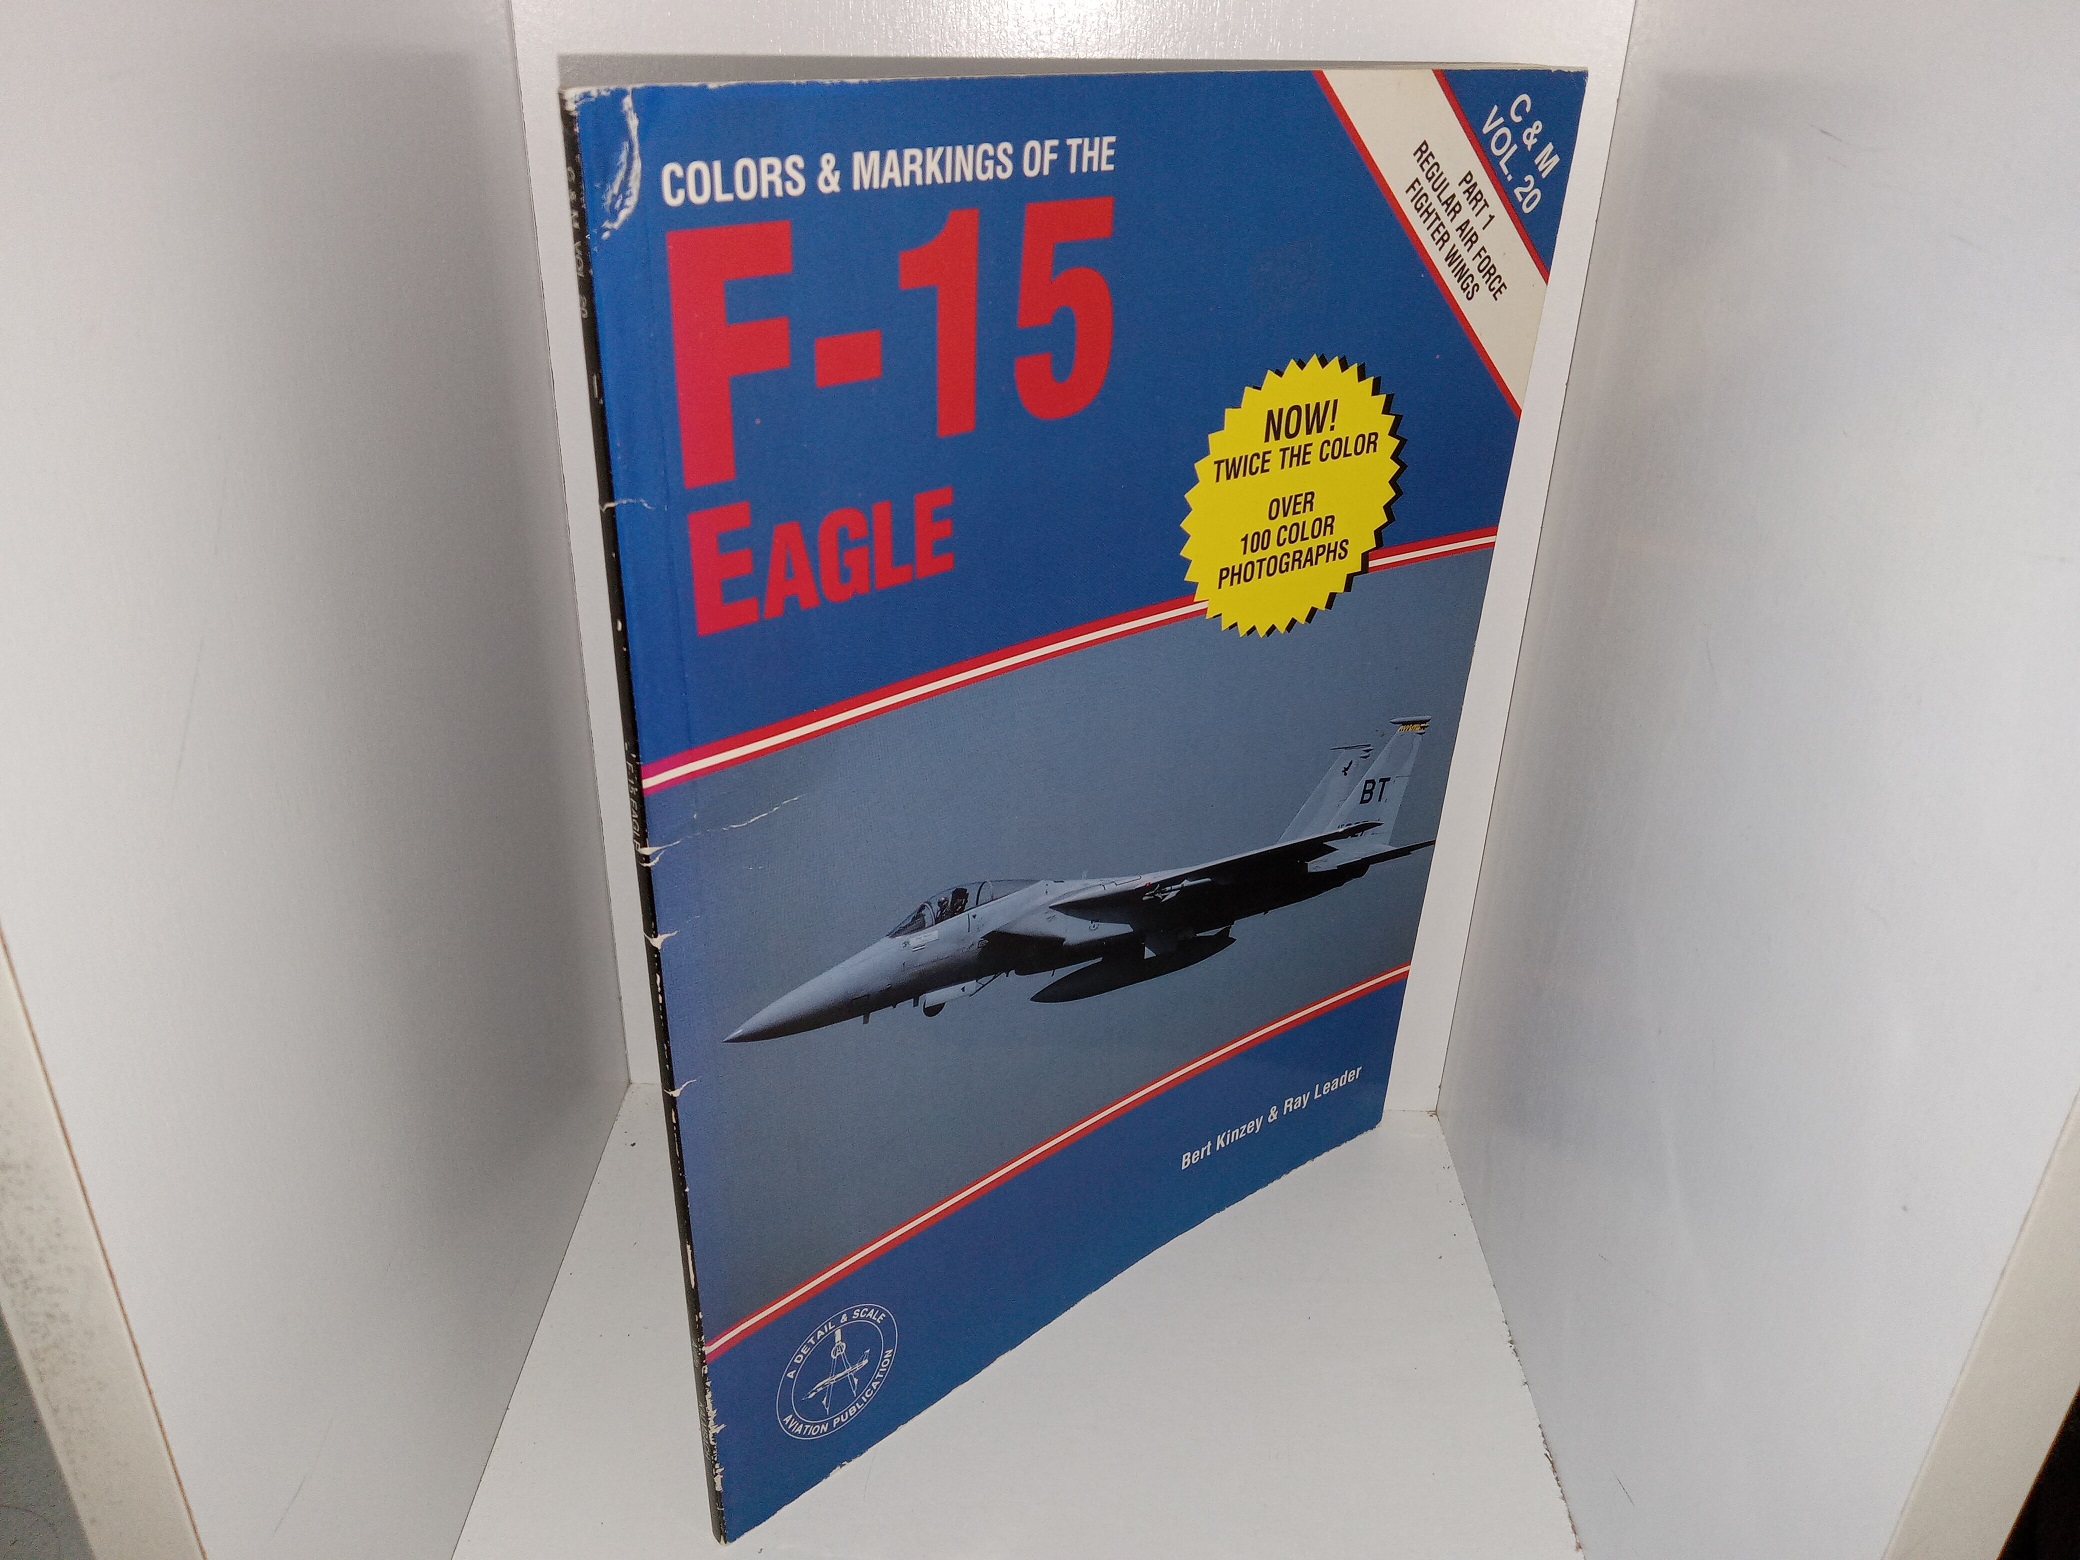 COLORS & MARKINGS OF THE
F-15
EAGLE
C & M
VOL. 20
PART 1
REGULAR AIR FORCE
FIGHTER WINGS
NOW!
TWICE THE COLOR
OVER
100 COLOR
PHOTOGRAPHS
BT
Bert Kinzey & Ray Leader
A DETAIL & SCALE
AVIATION PUBLICATION